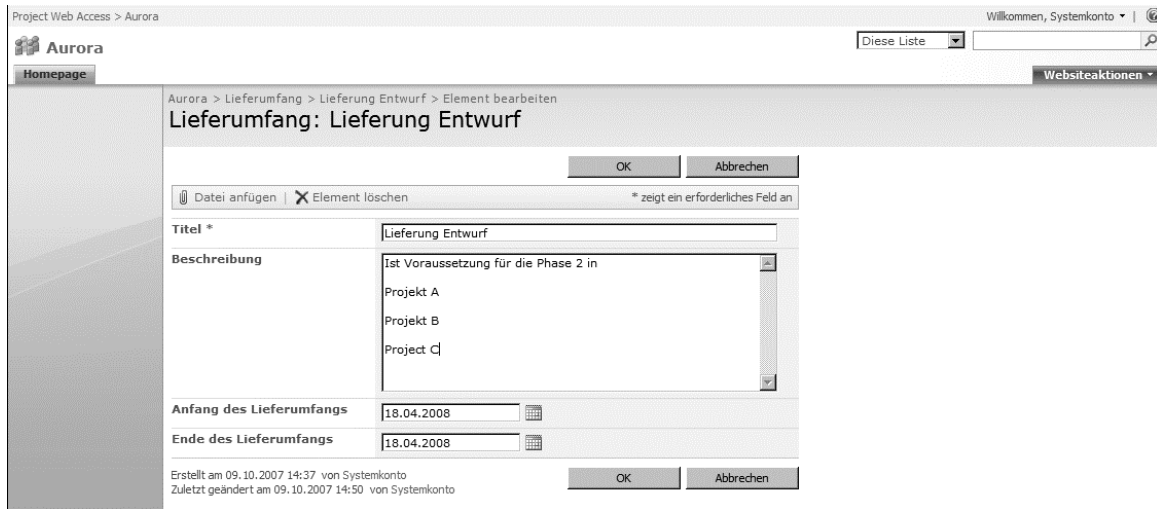 Project Web Access > Aurora
Willkommen, Systemkonto
Aurora
Diese Liste
Homepage
Websiteaktionen
Aurora > Lieferumfang > Lieferung Entwurf > Element bearbeiten
Lieferumfang: Lieferung Entwurf
OK Abbrechen
Datei anfügen | Element löschen
* zeigt ein erforderliches Feld an
Titel *
Lieferung Entwurf
Beschreibung
Ist Voraussetzung für die Phase 2 in
Projekt A
Projekt B
Project C
Anfang des Lieferumfangs
18.04.2008
Ende des Lieferumfangs
18.04.2008
Erstellt am 09.10.2007 14:37 von Systemkonto
Zuletzt geändert am 09.10.2007 14:50 von Systemkonto
OK Abbrechen